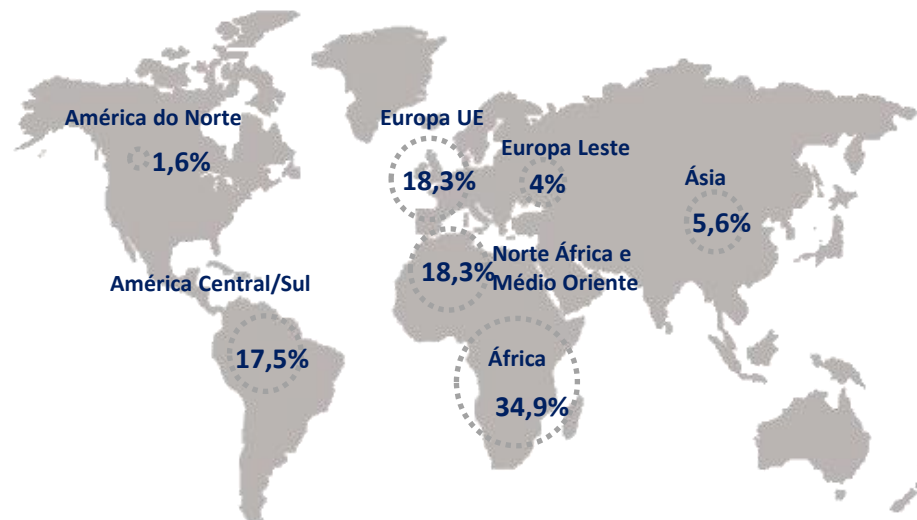 América do Norte
1,6%
Europa UE
18,3%
Europa Leste
4%
Ásia
5,6%
América Central/Sul
17,5%
Norte África e
Médio Oriente
18,3%
África
34,9%